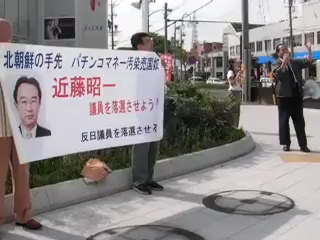 北朝鮮の手先 パチンコマネー汚染売国奴
近藤昭一
議員を落選させよう!
反日議員を落選させろ